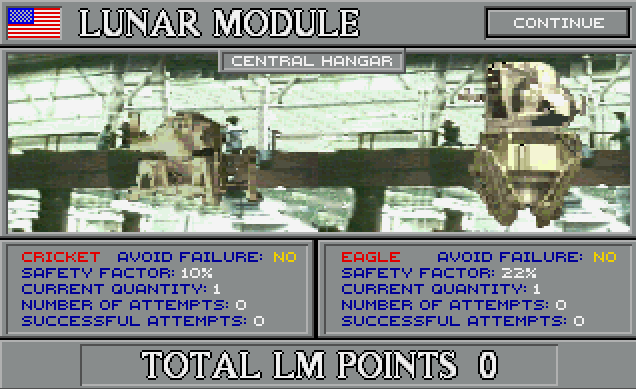 LUNAR MODULE
CONTINUE
CENTRAL HANGAR
CRICKET AVOID FAILURE: NO
SAFETY FACTOR: 10%
CURRENT QUANTITY: 1
NUMBER OF ATTEMPTS: 0
SUCCESSFUL ATTEMPTS: 0
EAGLE AVOID FAILURE: NO
SAFETY FACTOR: 22%
CURRENT QUANTITY: 1
NUMBER OF ATTEMPTS: 0
SUCCESSFUL ATTEMPTS: 0
TOTAL LM POINTS 0